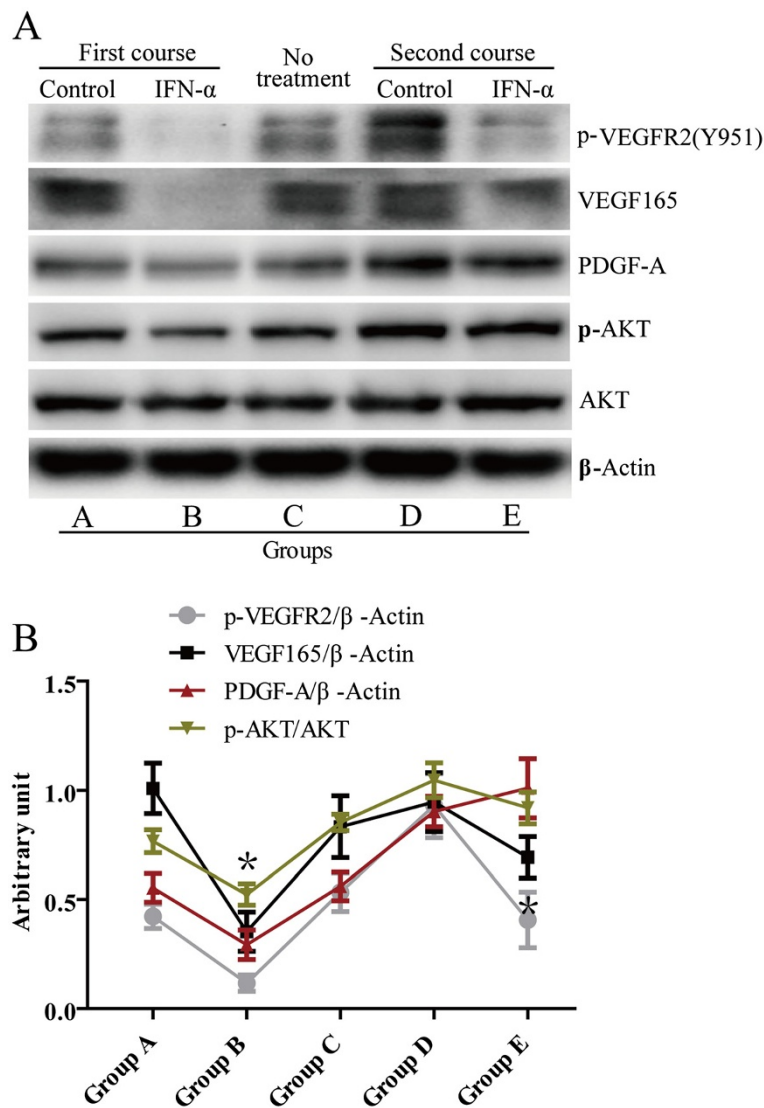 A
First course
No
treatment
Second course
Control
IFN-α
Control
IFN-α
p-VEGFR2(Y951)
VEGF165
PDGF-A
p-AKT
AKT
β-Actin
A B C D E
Groups
B
p-VEGFR2/β -Actin
VEGF165/β -Actin
PDGF-A/β -Actin
p-AKT/AKT
Arbitrary unit
1.5
1.0
0.5
0.0
*
*
Group A
Group B
Group C
Group D
Group E